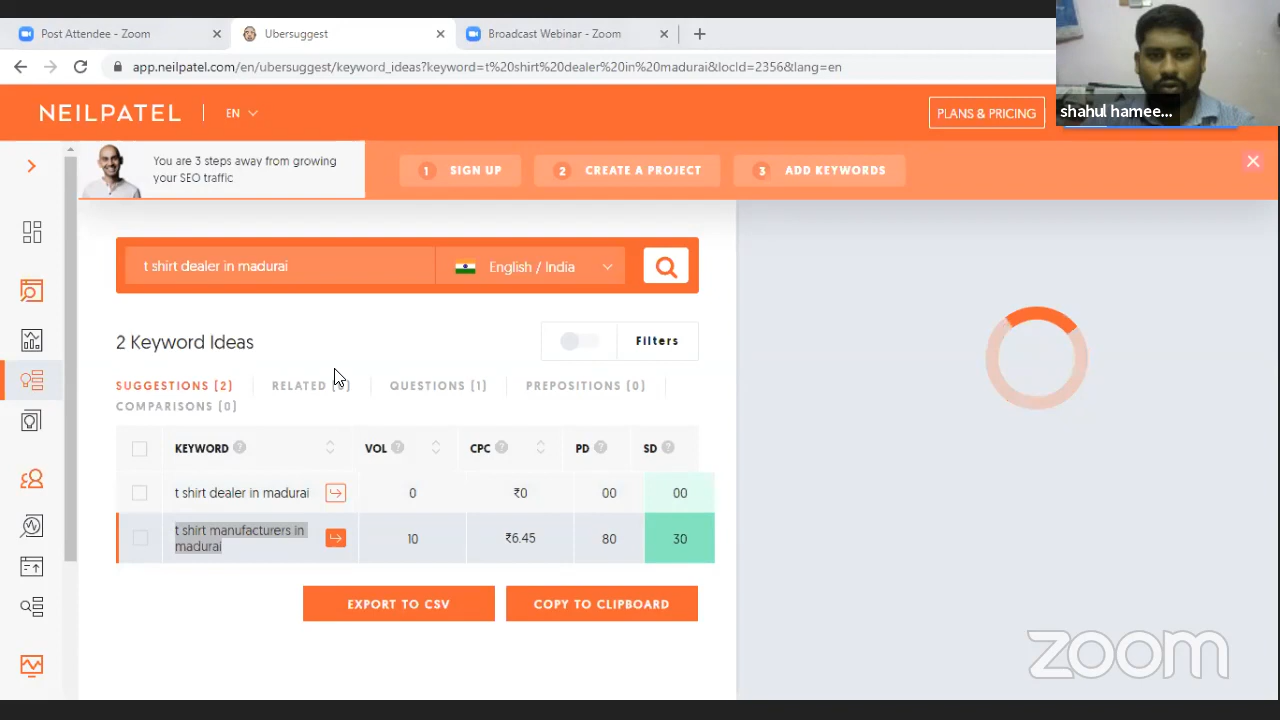 Post Attendee - Zoom
Ubersuggest
Broadcast Webinar - Zoom
app.neilpatel.com/en/ubersuggest/keyword_ideas?keyword=t%20shirt%20dealer%20in%20madurai&locId=2356&lang=en
shahul hamee...
NEILPATEL
EN
PLANS & PRICING
You are 3 steps away from growing
your SEO traffic
1 SIGN UP
2 CREATE A PROJECT
3 ADD KEYWORDS
t shirt dealer in madurai
English / India
2 Keyword Ideas
Filters
SUGGESTIONS (2)
RELATED
QUESTIONS (1)
PREPOSITIONS (0)
COMPARISONS (0)
KEYWORD VOL CPC PD SD
t shirt dealer in madurai 0 ₹0 00 00
t shirt manufacturers in
madurai 10 ₹6.45 80 30
EXPORT TO CSV
COPY TO CLIPBOARD
zoom